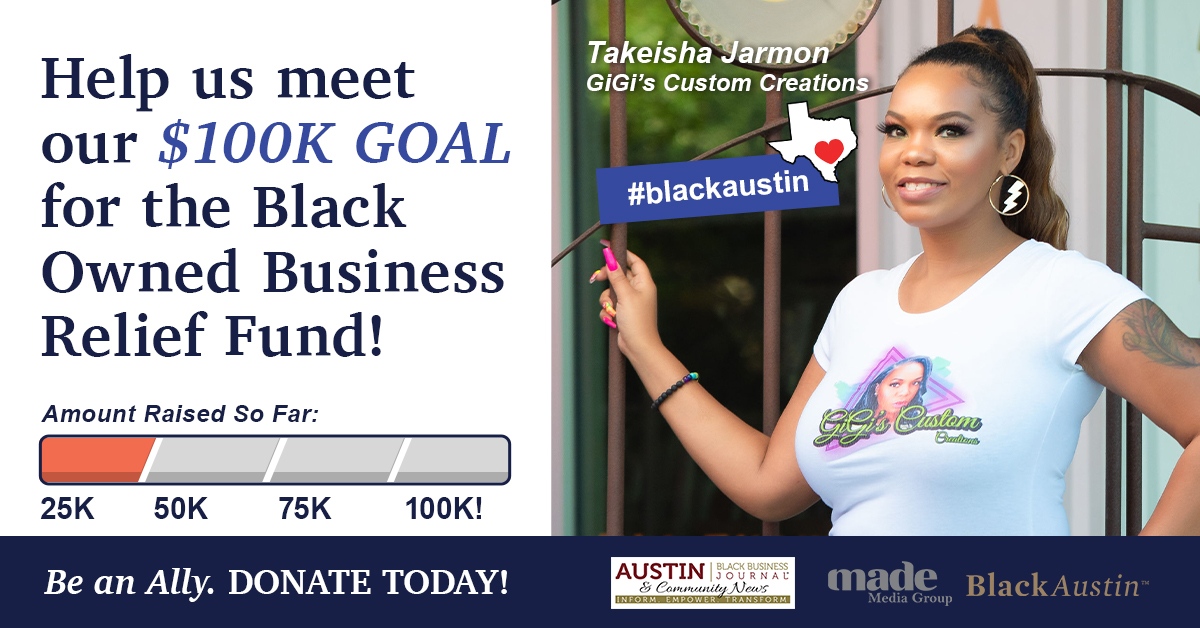 Help us meet
our $100K GOAL
for the Black
Owned Business
Relief Fund!
Amount Raised So Far:
25K 50K 75K 100K!
Takeisha Jarmon
GiGi's Custom Creations
#blackaustin
GiGi's Custom
Creations
Be an Ally. DONATE TODAY!
AUSTIN BLACK BUSINESS
JOURNAL
& Community News
INFORM EMPOWER TRANSFORM
made
Media Group
BlackAustin™